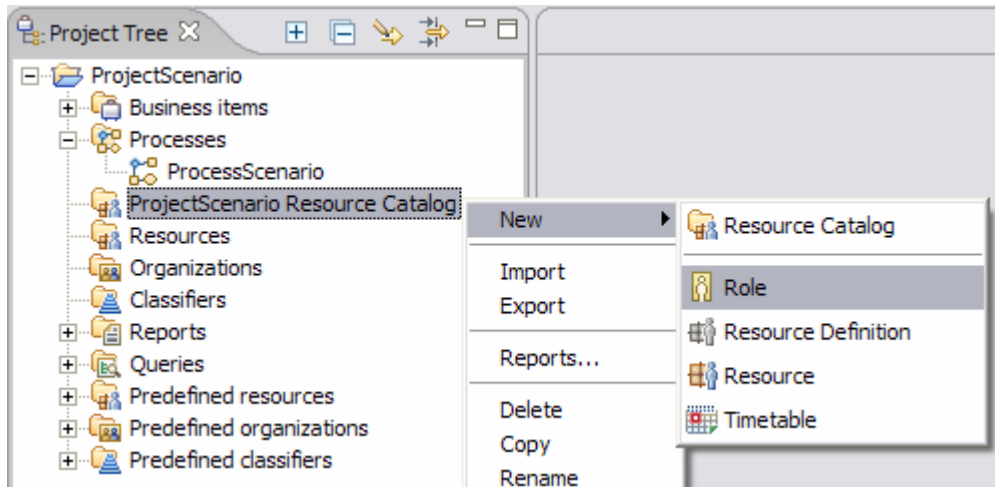 Project Tree
ProjectScenario
Business items
Processes
ProcessScenario
ProjectScenario Resource Catalog
Resources
Organizations
Classifiers
Reports
Queries
Predefined resources
Predefined organizations
Predefined classifiers
New
Import
Export
Reports...
Delete
Copy
Rename
Resource Catalog
Role
Resource Definition
Resource
Timetable